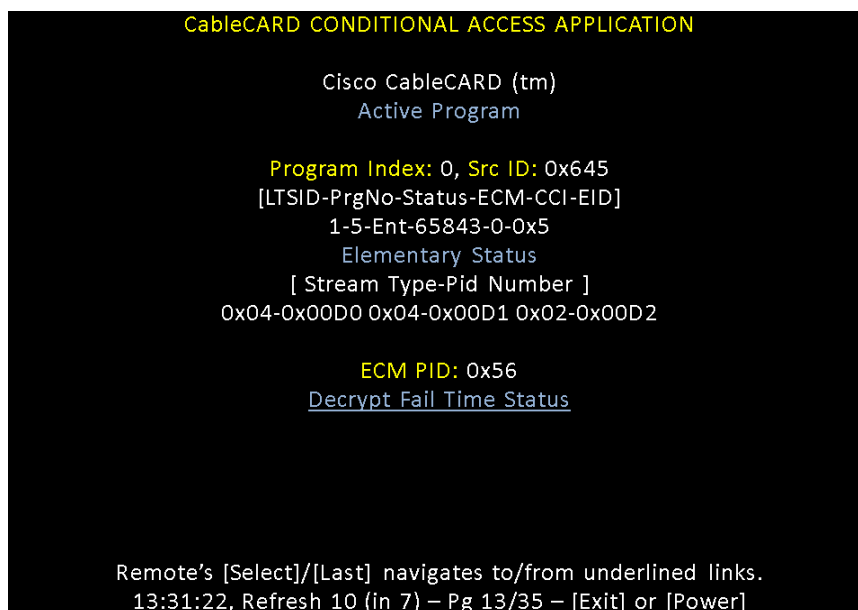 CableCARD CONDITIONAL ACCESS APPLICATION
Cisco CableCARD (tm)
Active Program
Program Index: 0, Src ID: 0x645
[LTSID-PrgNo-Status-ECM-CCI-EID]
1-5-Ent-65843-0-0x5
Elementary Status
[ Stream Type-Pid Number ]
0x04-0x00D0 0x04-0x00D1 0x02-0x00D2
ECM PID: 0x56
Decrypt Fail Time Status
Remote's [Select]/[Last] navigates to/from underlined links.
13:31:22, Refresh 10 (in 7) – Pg 13/35 – [Exit] or [Power]